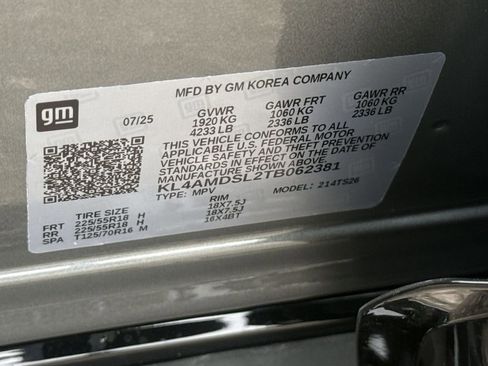 MFD BY GM KOREA COMPANY
gm
07/25
GVWR GAWR FRT GAWR RR
1920 KG 1060 KG 1060 KG
4233 LB 2336 LB 2336 LB
THIS VEHICLE CONFORMS TO ALL
APPLICABLE U.S. FEDERAL MOTOR
VEHICLE SAFETY AND THEFT PREVENTION
STANDARDS IN EFFECT ON THE DATE OF
MANUFACTURE SHOWN ABOVE.
KL4AMDSL2TB062381
TYPE: MPV MODEL: 214TS26
TIRE SIZE RIM
FRT 225/55R18 H 18X7.5J
RR 225/55R18 H 18X7.5J
SPA T125/70R16 M 16X4BT